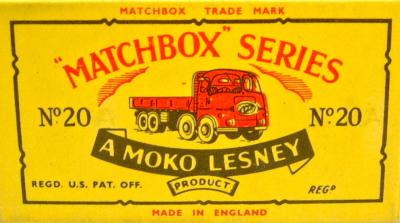 MATCHBOX TRADE MARK
"MATCHBOX" SERIES
Nº20 Nº20
A MOKO LESNEY
PRODUCT
REGD. U.S. PAT. OFF. REGD
MADE IN ENGLAND